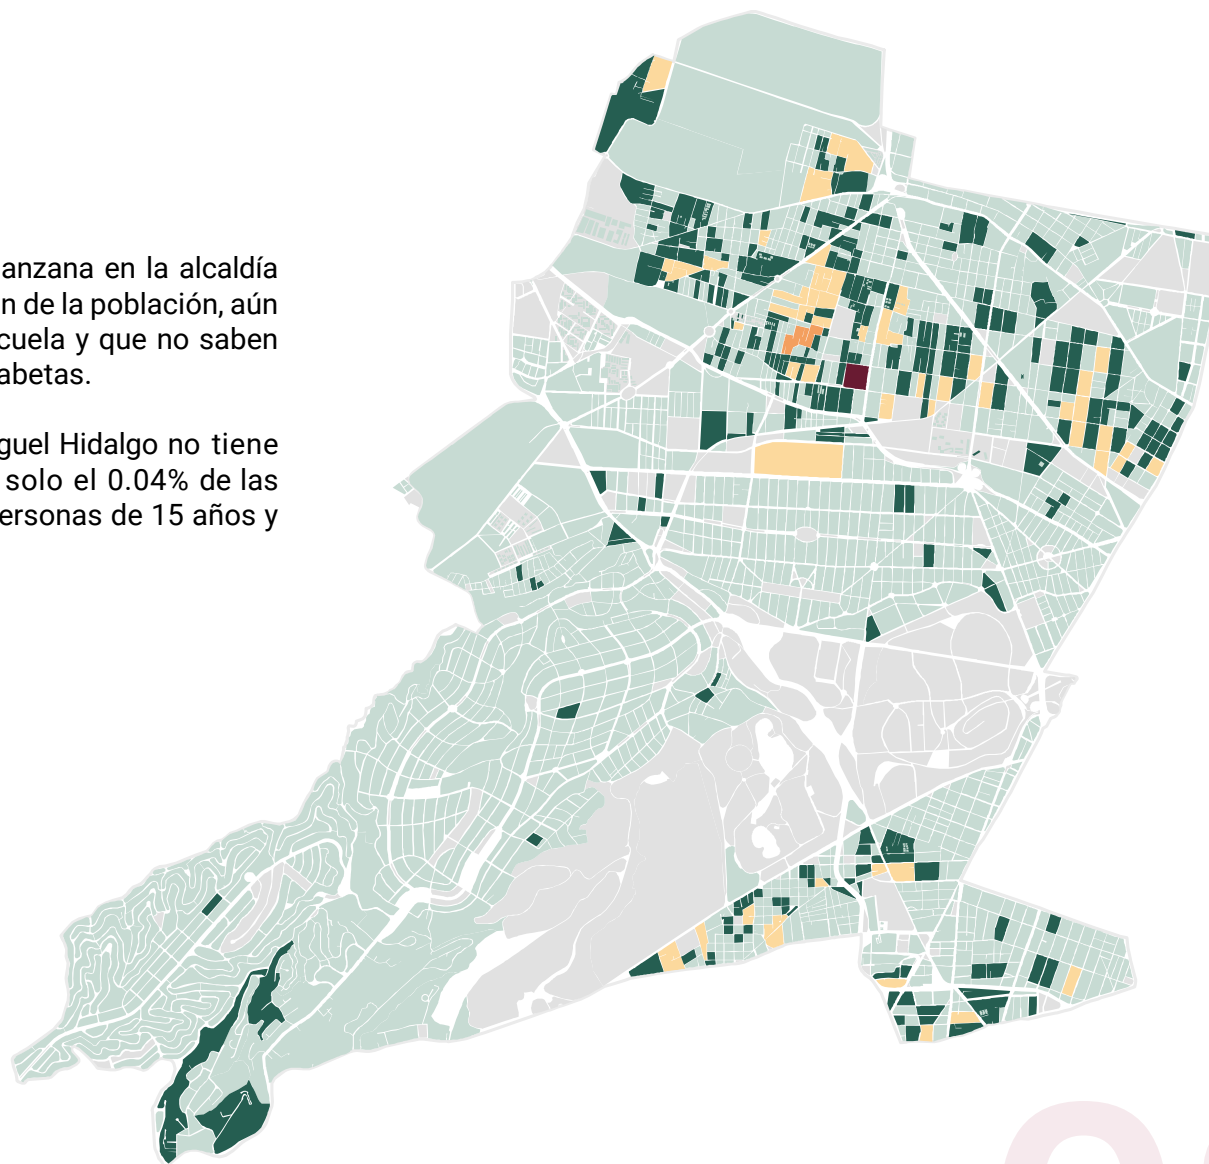 anzana en la alcaldía
n de la población, aún
cuela y que no saben
abetas.
guel Hidalgo no tiene
solo el 0.04% de las
ersonas de 15 años y